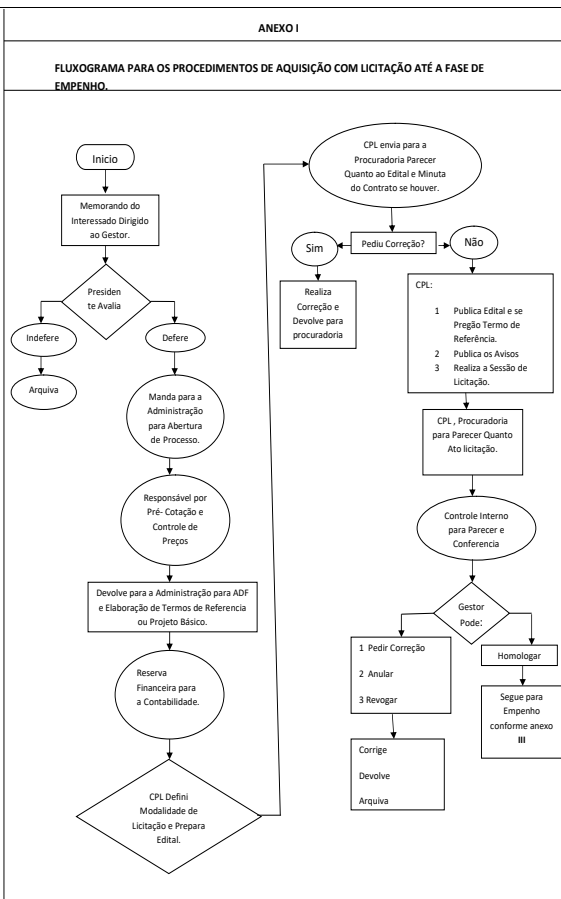 ANEXO I
FLUXOGRAMA PARA OS PROCEDIMENTOS DE AQUISIÇÃO COM LICITAÇÃO ATÉ A FASE DE
EMPENHO.
Inicio
Memorando do
Interessado Dirigido
ao Gestor.
Presiden
te Avalia
Indefere
Defere
Arquiva
Manda para a
Administração
para Abertura
de Processo.
Responsável por
Pré- Cotação e
Controle de
Preços
Devolve para a Administração para ADF
e Elaboração de Termos de Referencia
ou Projeto Básico.
Reserva
Financeira para
a Contabilidade.
CPL Defini
Modalidade de
Licitação e Prepara
Edital.
CPL envia para a
Procuradoria Parecer
Quanto ao Edital e Minuta
do Contrato se houver.
Sim
Pediu Correção?
Não
Realiza
Correção e
Devolve para
procuradoria
CPL:
1 Publica Edital e se
Pregão Termo de
Referência.
2 Publica os Avisos
3 Realiza a Sessão de
Licitação.
CPL , Procuradoria
para Parecer Quanto
Ato licitação.
Controle Interno
para Parecer e
Conferencia
Gestor
Pode:
1 Pedir Correção
2 Anular
3 Revogar
Homologar
Corrige
Devolve
Arquiva
Segue para
Empenho
conforme anexo
III